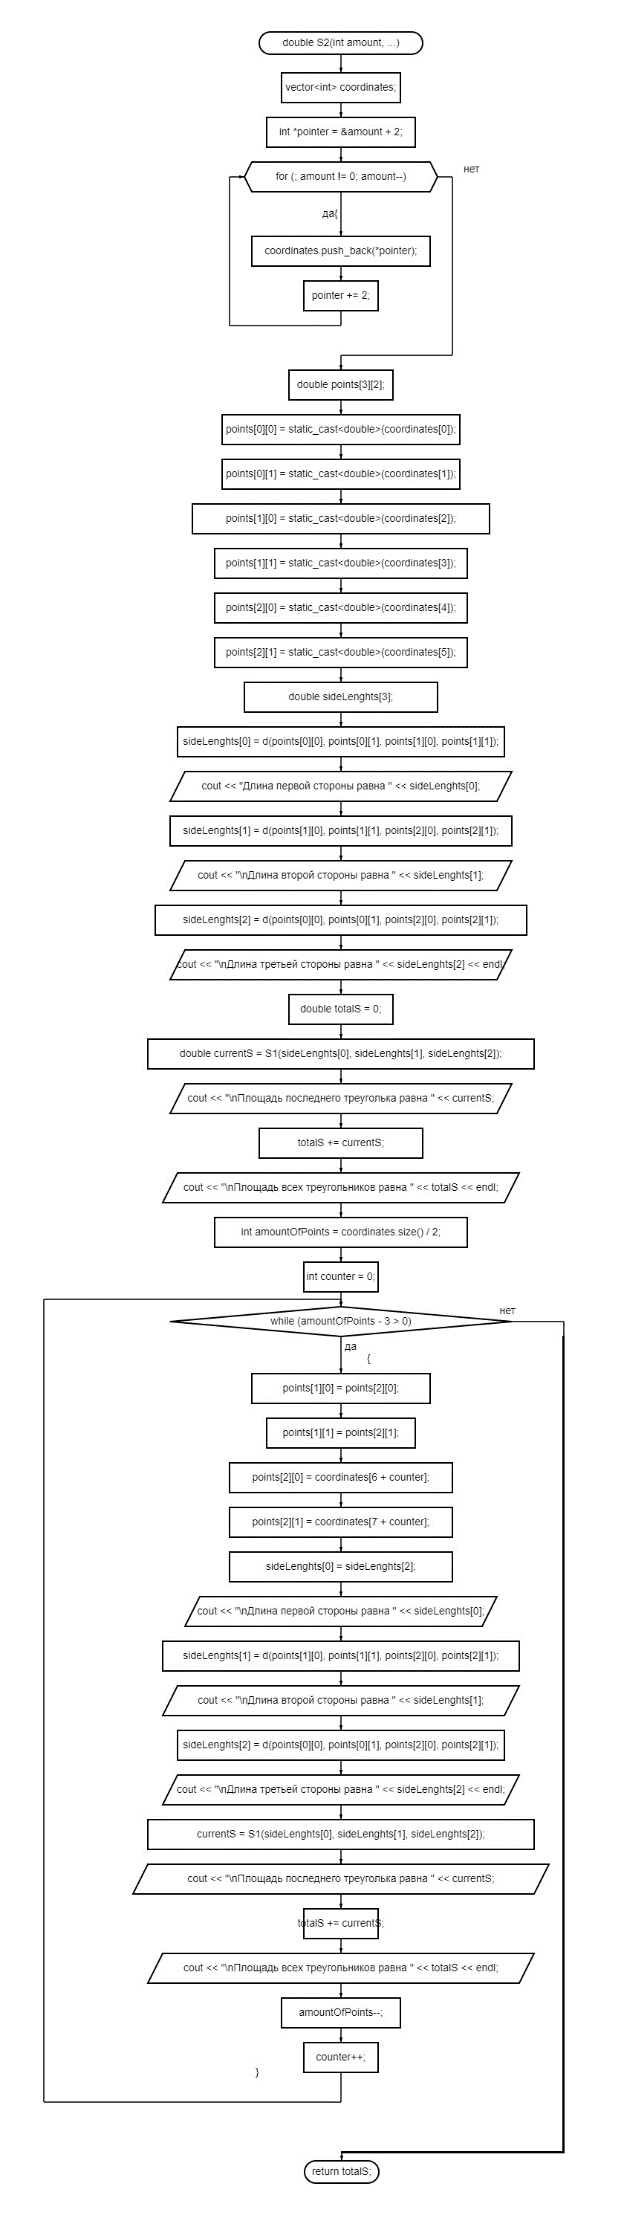 double S2(int amount, ...)
vector<int> coordinates;
int *pointer = &amount + 2;
for (; amount != 0; amount--)
нет
да{
coordinates.push_back(*pointer);
pointer += 2;
double points[3][2];
points[0][0] = static_cast<double>(coordinates[0]);
points[0][1] = static_cast<double>(coordinates[1]);
points[1][0] = static_cast<double>(coordinates[2]);
points[1][1] = static_cast<double>(coordinates[3]);
points[2][0] = static_cast<double>(coordinates[4]);
points[2][1] = static_cast<double>(coordinates[5]);
double sideLenghts[3];
sideLenghts[0] = d(points[0][0], points[0][1], points[1][0], points[1][1]);
cout << "Длина первой стороны равна " << sideLenghts[0];
sideLenghts[1] = d(points[1][0], points[1][1], points[2][0], points[2][1]);
cout << "\nДлина второй стороны равна " << sideLenghts[1];
sideLenghts[2] = d(points[0][0], points[0][1], points[2][0], points[2][1]);
cout << "\nДлина третьей стороны равна " << sideLenghts[2] << endl;
double totalS = 0;
double currentS = S1(sideLenghts[0], sideLenghts[1], sideLenghts[2]);
cout << "\nПлощадь последнего треуголька равна " << currentS;
totalS += currentS;
cout << "\nПлощадь всех треугольников равна " << totalS << endl;
int amountOfPoints = coordinates.size() / 2;
int counter = 0;
while (amountOfPoints - 3 > 0)
нет
да
{
points[1][0] = points[2][0];
points[1][1] = points[2][1];
points[2][0] = coordinates[6 + counter];
points[2][1] = coordinates[7 + counter];
sideLenghts[0] = sideLenghts[2];
cout << "\nДлина первой стороны равна " << sideLenghts[0];
sideLenghts[1] = d(points[1][0], points[1][1], points[2][0], points[2][1]);
cout << "\nДлина второй стороны равна " << sideLenghts[1];
sideLenghts[2] = d(points[0][0], points[0][1], points[2][0], points[2][1]);
cout << "\nДлина третьей стороны равна " << sideLenghts[2] << endl;
currentS = S1(sideLenghts[0], sideLenghts[1], sideLenghts[2]);
cout << "\nПлощадь последнего треуголька равна " << currentS;
totalS += currentS;
cout << "\nПлощадь всех треугольников равна " << totalS << endl;
amountOfPoints--;
counter++;
}
return totalS;